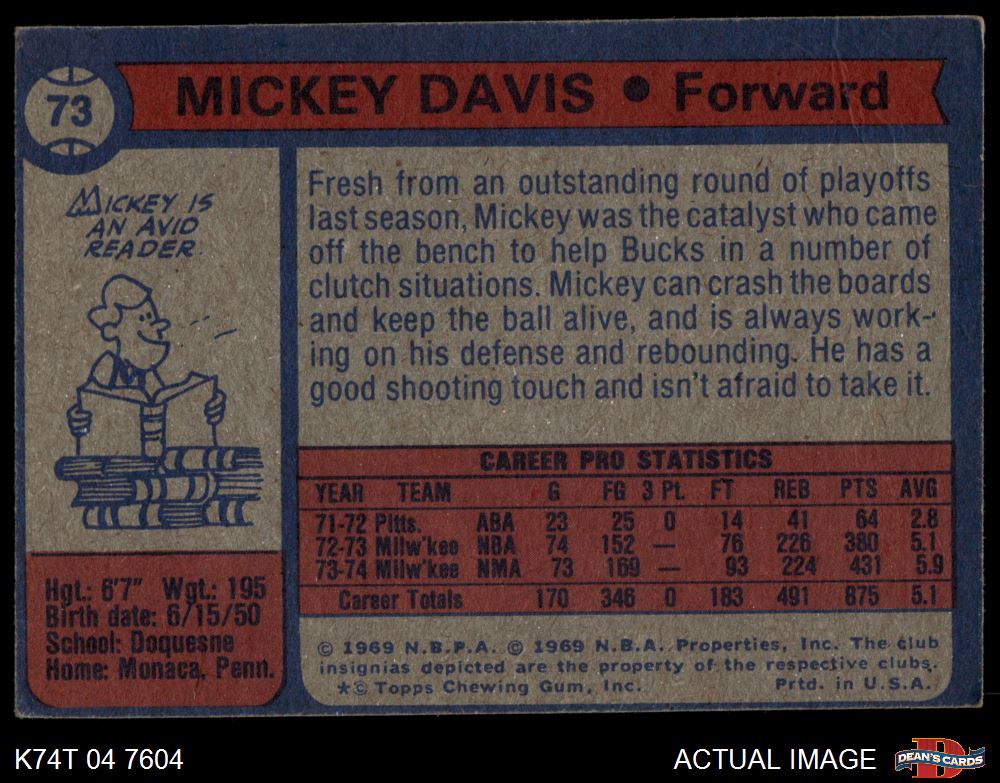 73
MICKEY DAVIS • Forward
MICKEY IS
AN AVID
READER.
Fresh from an outstanding round of playoffs
last season, Mickey was the catalyst who came
off the bench to help Bucks in a number of
clutch situations. Mickey can crash the boards
and keep the ball alive, and is always work-
ing on his defense and rebounding. He has a
good shooting touch and isn't afraid to take it.
CAREER PRO STATISTICS
YEAR TEAM G FG 3 Pt. FT REB PTS AVG
71-72 Pitts. ABA 23 25 0 14 41 64 2.8
72-73 Milw'kee NBA 74 152 — 76 226 380 5.1
73-74 Milw'kee NMA 73 169 — 93 224 431 5.9
Career Totals 170 346 0 183 491 875 5.1
Hgt.: 6'7" Wgt.: 195
Birth date: 6/15/50
School: Doquesne
Home: Monaca, Penn.
© 1969 N.B.P.A. © 1969 N.B.A. Properties, Inc. The club
insignias depicted are the property of the respective clubs.
*© Topps Chewing Gum, Inc. Prtd. in U.S.A.
K74T 04 7604
ACTUAL IMAGE
D
DEAN'S CARDS